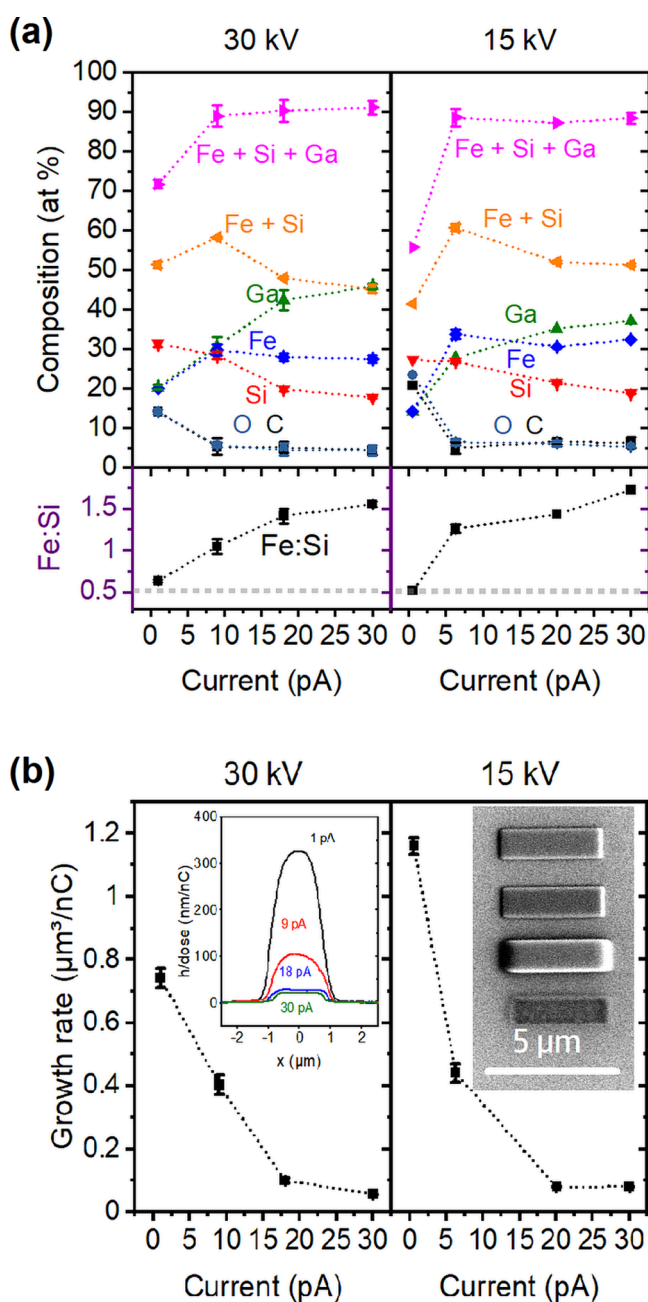 (a)
30 kV 15 kV
100
90
80
70
60
50
40
30
20
10
0
Composition (at %)
Fe + Si + Ga
Fe + Si
Ga
Fe
Si
O C
Fe + Si + Ga
Fe + Si
Ga
Fe
Si
O C
Fe:Si
1.5
1
0.5
Fe:Si
0 5 10 15 20 25 30 0 5 10 15 20 25 30
Current (pA) Current (pA)
(b)
30 kV 15 kV
Growth rate (µm³/nC)
1.2
1
0.8
0.6
0.4
0.2
0
h/dose (nm/nC)
400
300
200
100
0
1 pA
9 pA
18 pA
30 pA
-2 -1 0 1 2
x (µm)
5 µm
0 5 10 15 20 25 30 0 5 10 15 20 25 30
Current (pA) Current (pA)